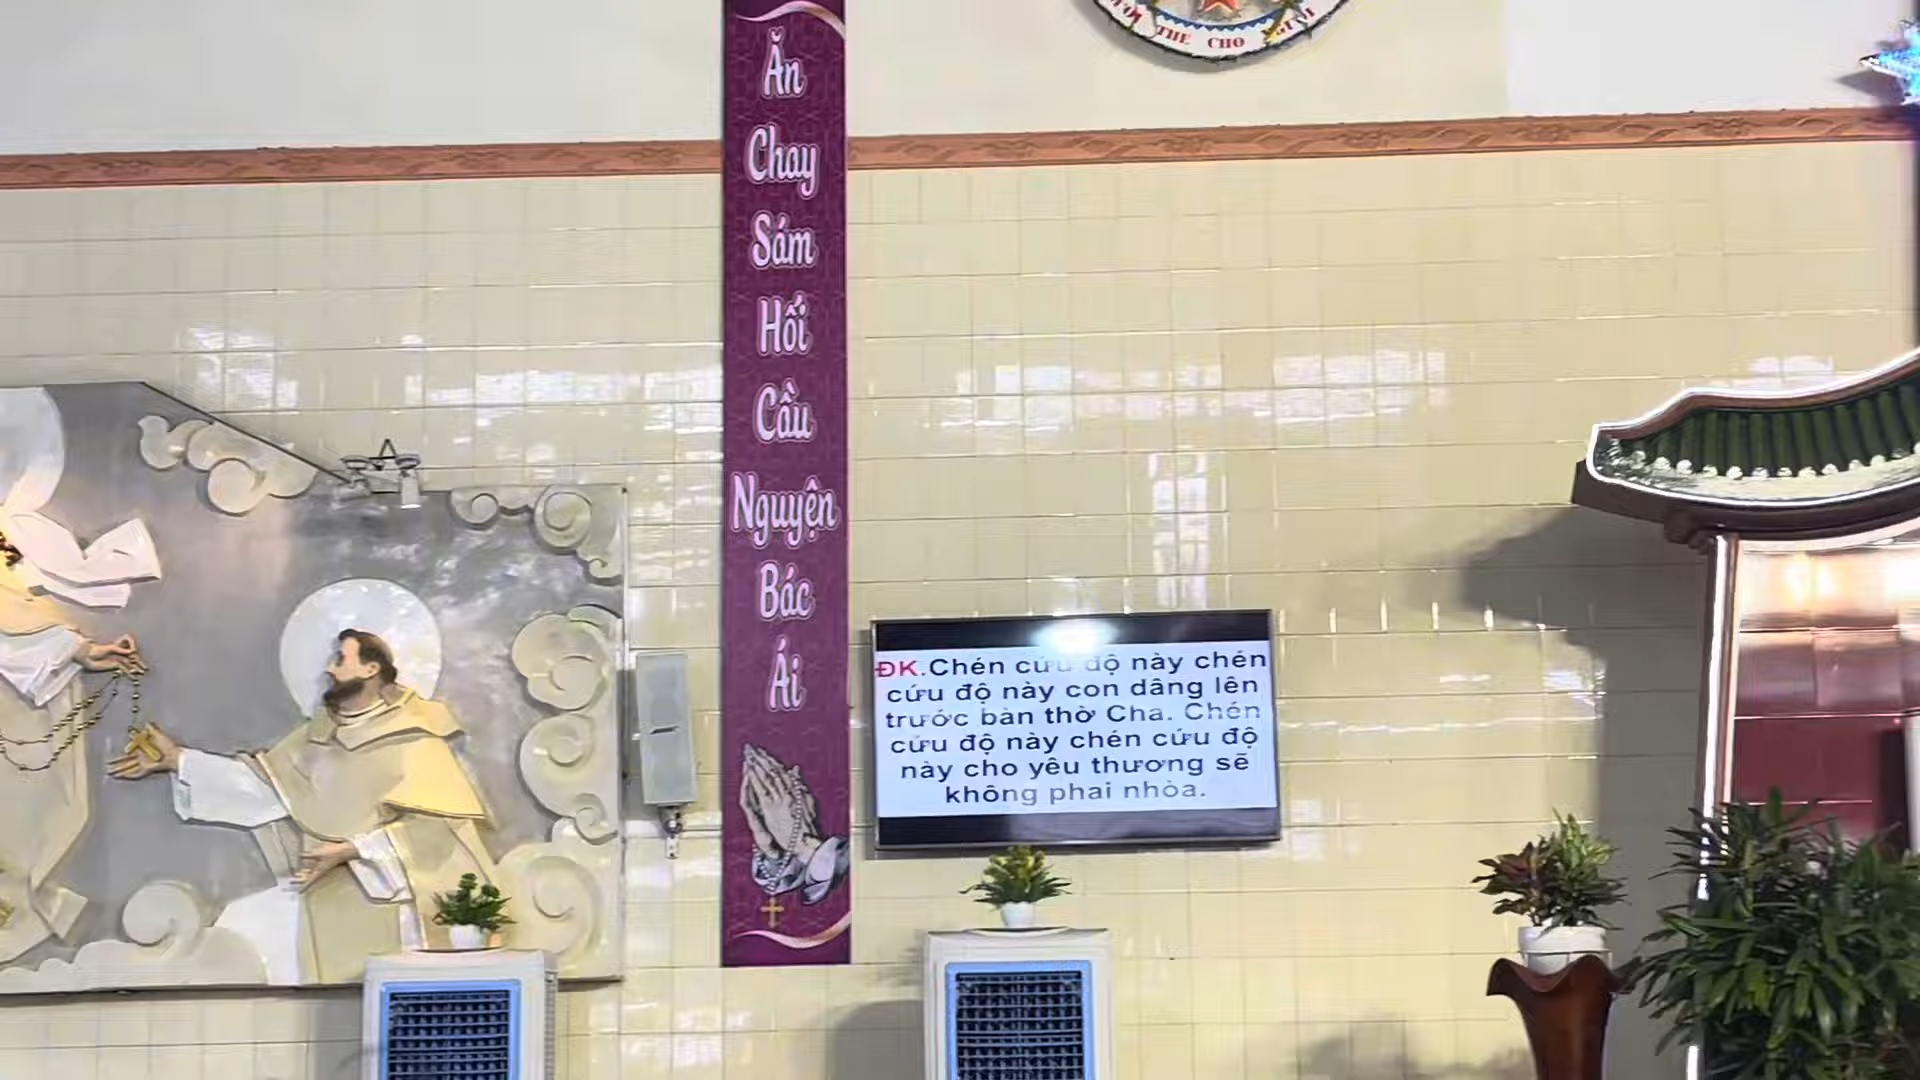 THE CHO
Ăn
Chay
Sám
Hối
Cầu
Nguyện
Bác
Ái
ĐK.Chén cứu độ này chén
cứu độ này con dâng lên
trước bàn thờ Cha. Chén
cứu độ này chén cứu độ
này cho yêu thương sẽ
không phai nhòa.